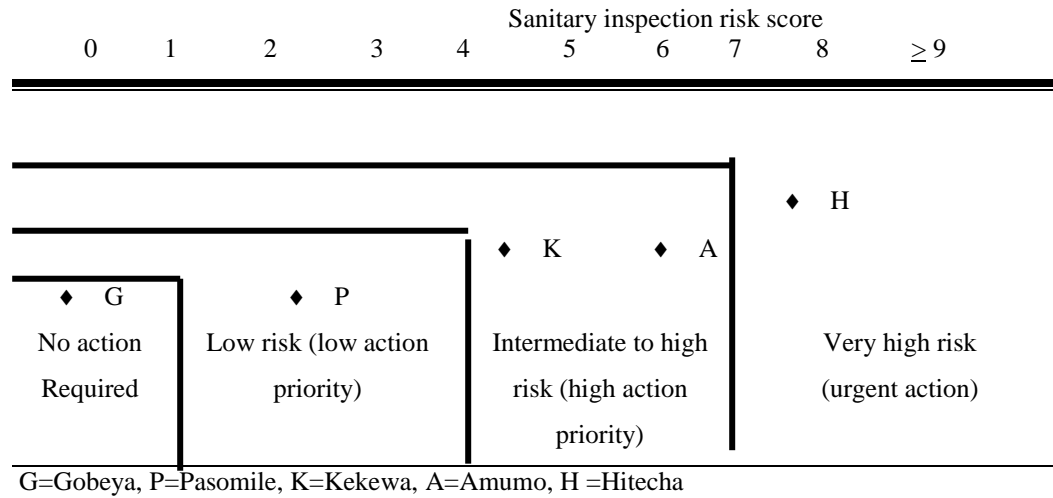 Sanitary inspection risk score
0 1 2 3 4 5 6 7 8 ≥ 9
H
K A
G P
No action Low risk (low action Intermediate to high Very high risk
Required priority) risk (high action (urgent action)
priority)
G=Gobeya, P=Pasomile, K=Kekewa, A=Amumo, H =Hitecha